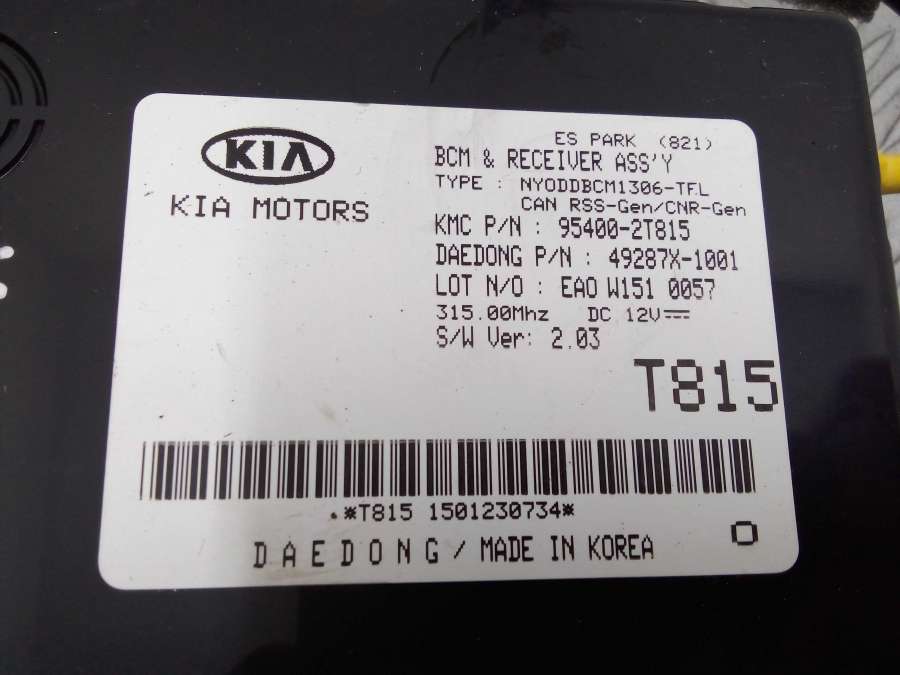 KIA
KIA MOTORS
ES PARK (821)
BCM & RECEIVER ASS'Y
TYPE : NYODDBCM1306-TFL
CAN RSS-Gen/CNR-Gen
KMC P/N : 95400-2T815
DAEDONG P/N : 49287X-1001
LOT N/O : EAO W151 0057
315.00Mhz DC 12V⎓
S/W Ver: 2.03
T815
*T815 1501230734*
DAEDONG / MADE IN KOREA
O